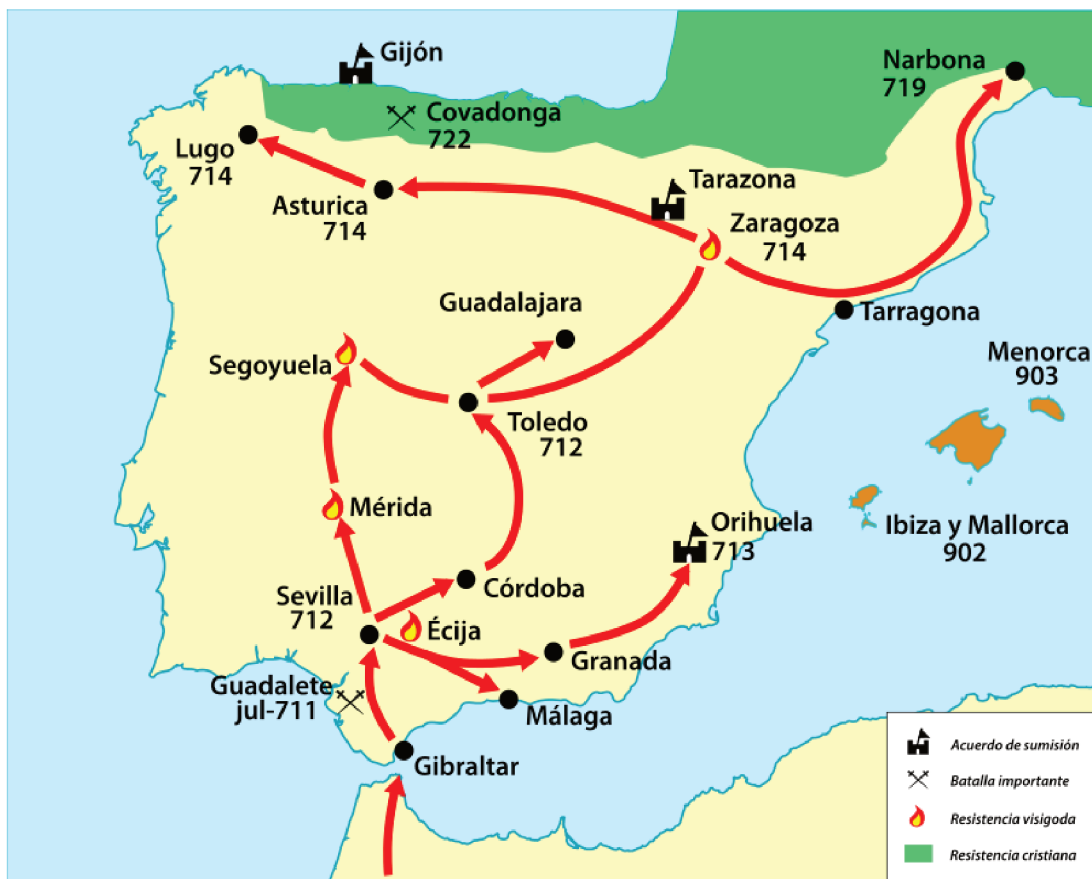 Gijón
Narbona
719
Covadonga
722
Lugo
714
Tarazona
Asturica
714
Zaragoza
714
Guadalajara
Tarragona
Segoyuela
Menorca
903
Toledo
712
Mérida
Orihuela
713
Ibiza y Mallorca
902
Sevilla
712
Córdoba
Écija
Granada
Guadalete
jul-711
Málaga
Gibraltar
Acuerdo de sumisión
Batalla importante
Resistencia visigoda
Resistencia cristiana